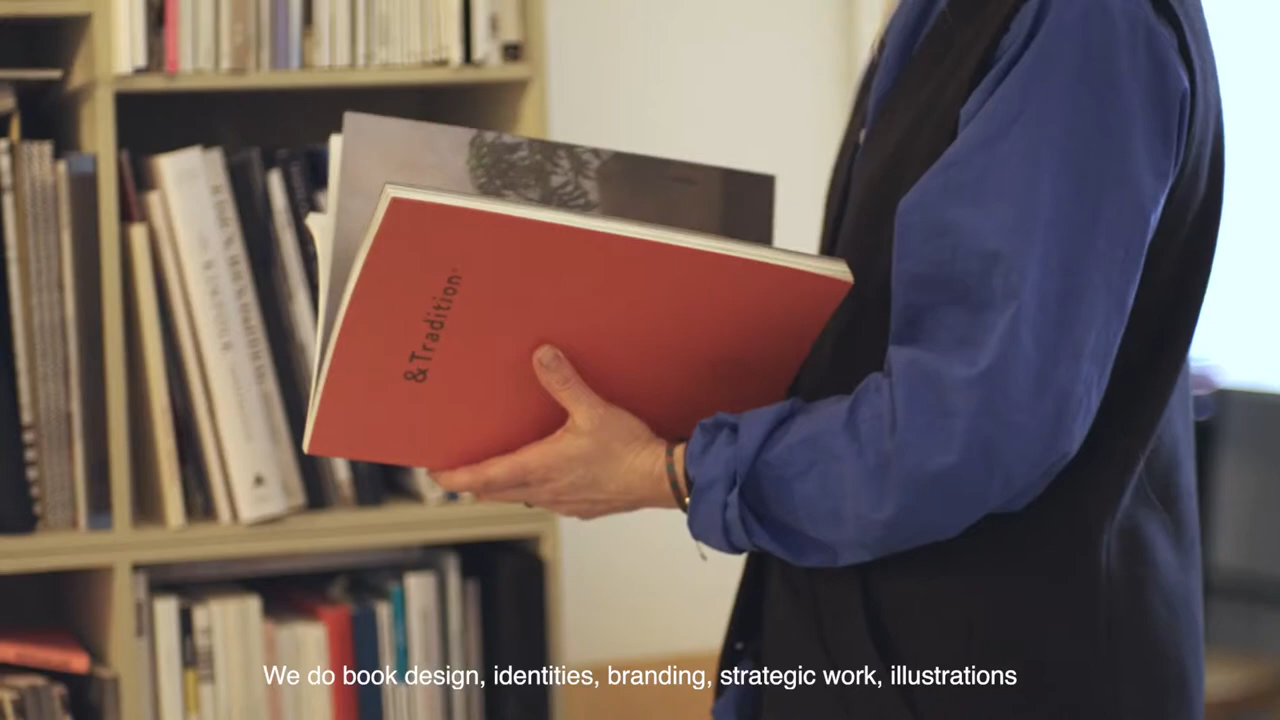 &Tradition®
We do book design, identities, branding, strategic work, illustrations